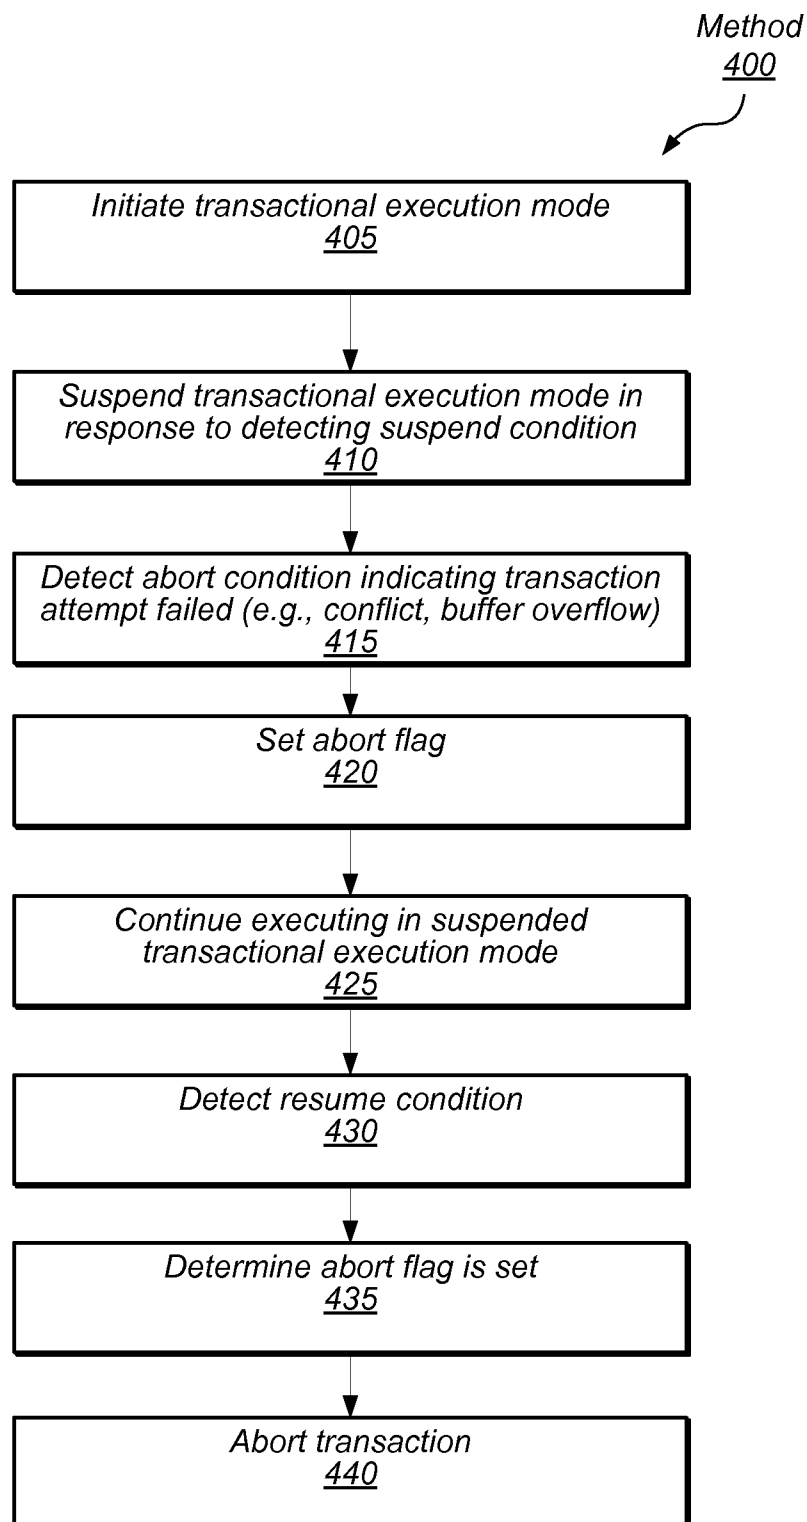 Method
400
Initiate transactional execution mode
405
Suspend transactional execution mode in
response to detecting suspend condition
410
Detect abort condition indicating transaction
attempt failed (e.g., conflict, buffer overflow)
415
Set abort flag
420
Continue executing in suspended
transactional execution mode
425
Detect resume condition
430
Determine abort flag is set
435
Abort transaction
440